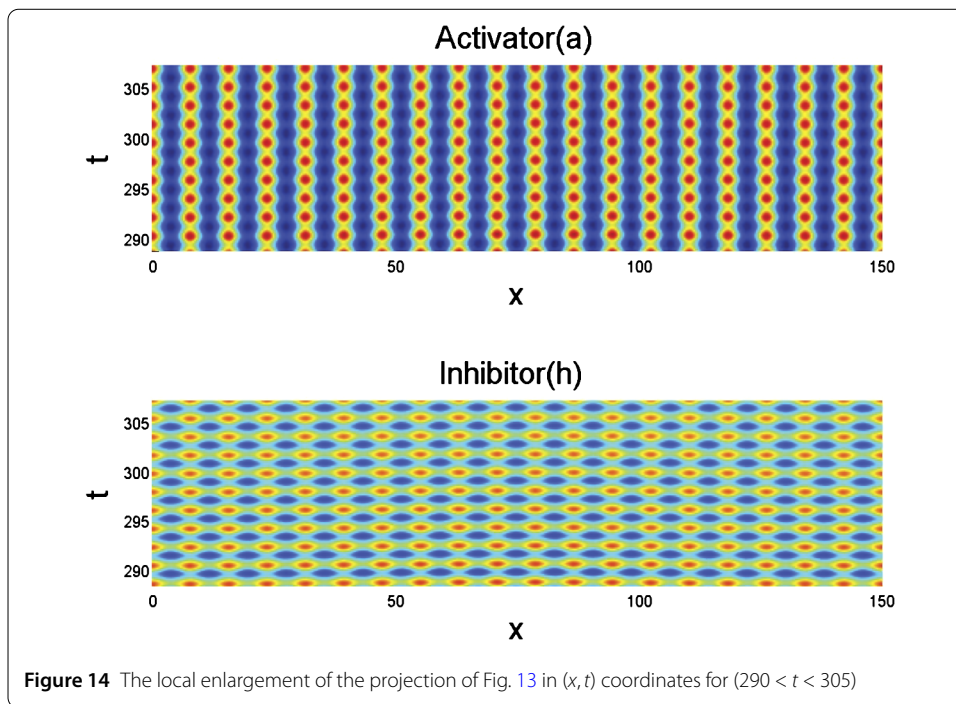 Activator(a)
305
300
295
290
t
0 50 100 150
X
Inhibitor(h)
305
300
295
290
t
0 50 100 150
X
Figure 14 The local enlargement of the projection of Fig. 13 in (x, t) coordinates for (290 < t < 305)